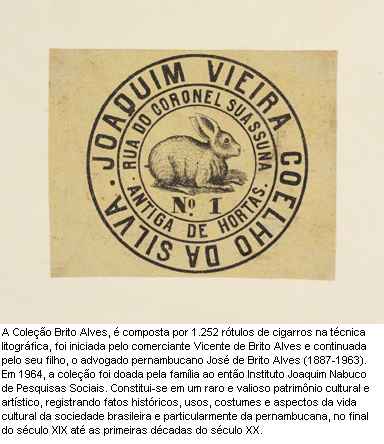 · JOAQUIM VIEIRA COELHO DA SILVA
· RUA DO CORONEL SUASSUNA.
ANTIGA DE HORTAS.
Nº 1
A Coleção Brito Alves, é composta por 1.252 rótulos de cigarros na técnica
litográfica, foi iniciada pelo comerciante Vicente de Brito Alves e continuada
pelo seu filho, o advogado pernambucano José de Brito Alves (1887-1963).
Em 1964, a coleção foi doada pela família ao então Instituto Joaquim Nabuco
de Pesquisas Sociais. Constitui-se em um raro e valioso patrimônio cultural e
artístico, registrando fatos históricos, usos, costumes e aspectos da vida
cultural da sociedade brasileira e particularmente da pernambucana, no final
do século XIX até as primeiras décadas do século XX.